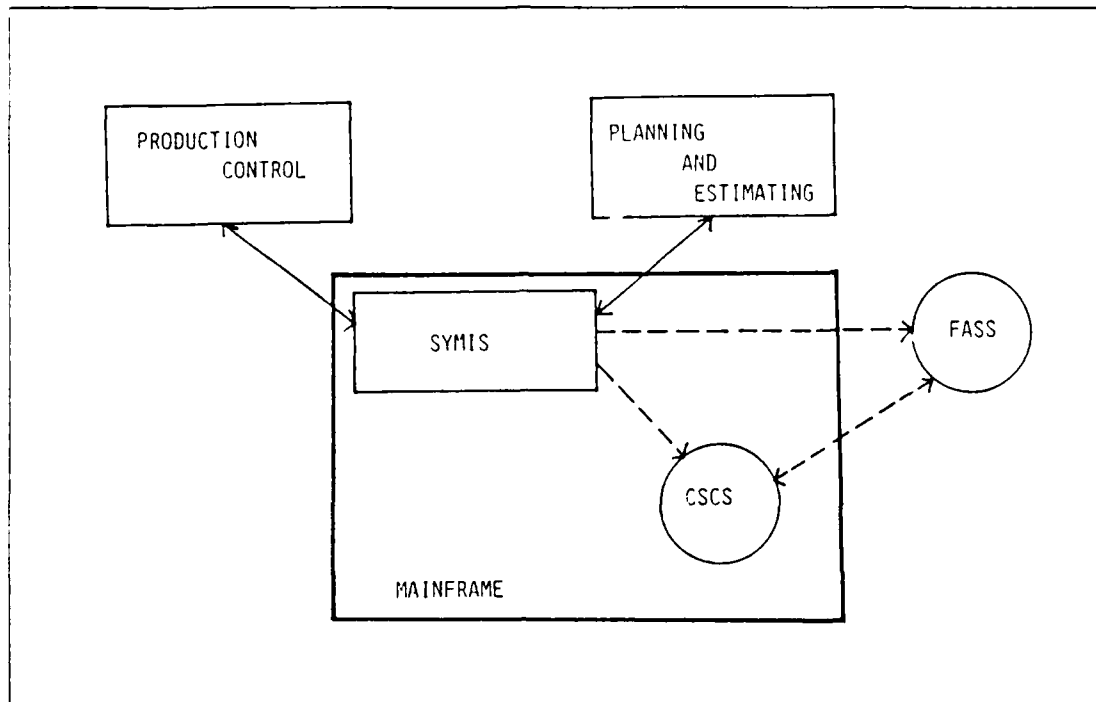 PRODUCTION
CONTROL
PLANNING
AND
ESTIMATING
SYMIS
FASS
CSCS
MAINFRAME